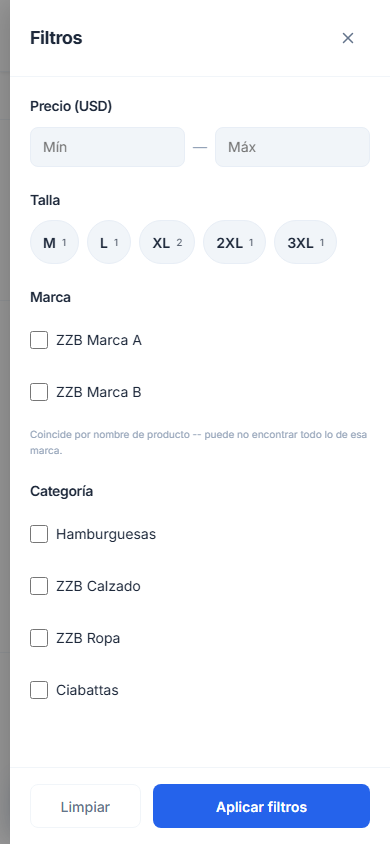 Filtros
Precio (USD)
Mín — Máx
Talla
M 1 L 1 XL 2 2XL 1 3XL 1
Marca
ZZB Marca A
ZZB Marca B
Coincide por nombre de producto -- puede no encontrar todo lo de esa
marca.
Categoría
Hamburguesas
ZZB Calzado
ZZB Ropa
Ciabattas
Limpiar Aplicar filtros